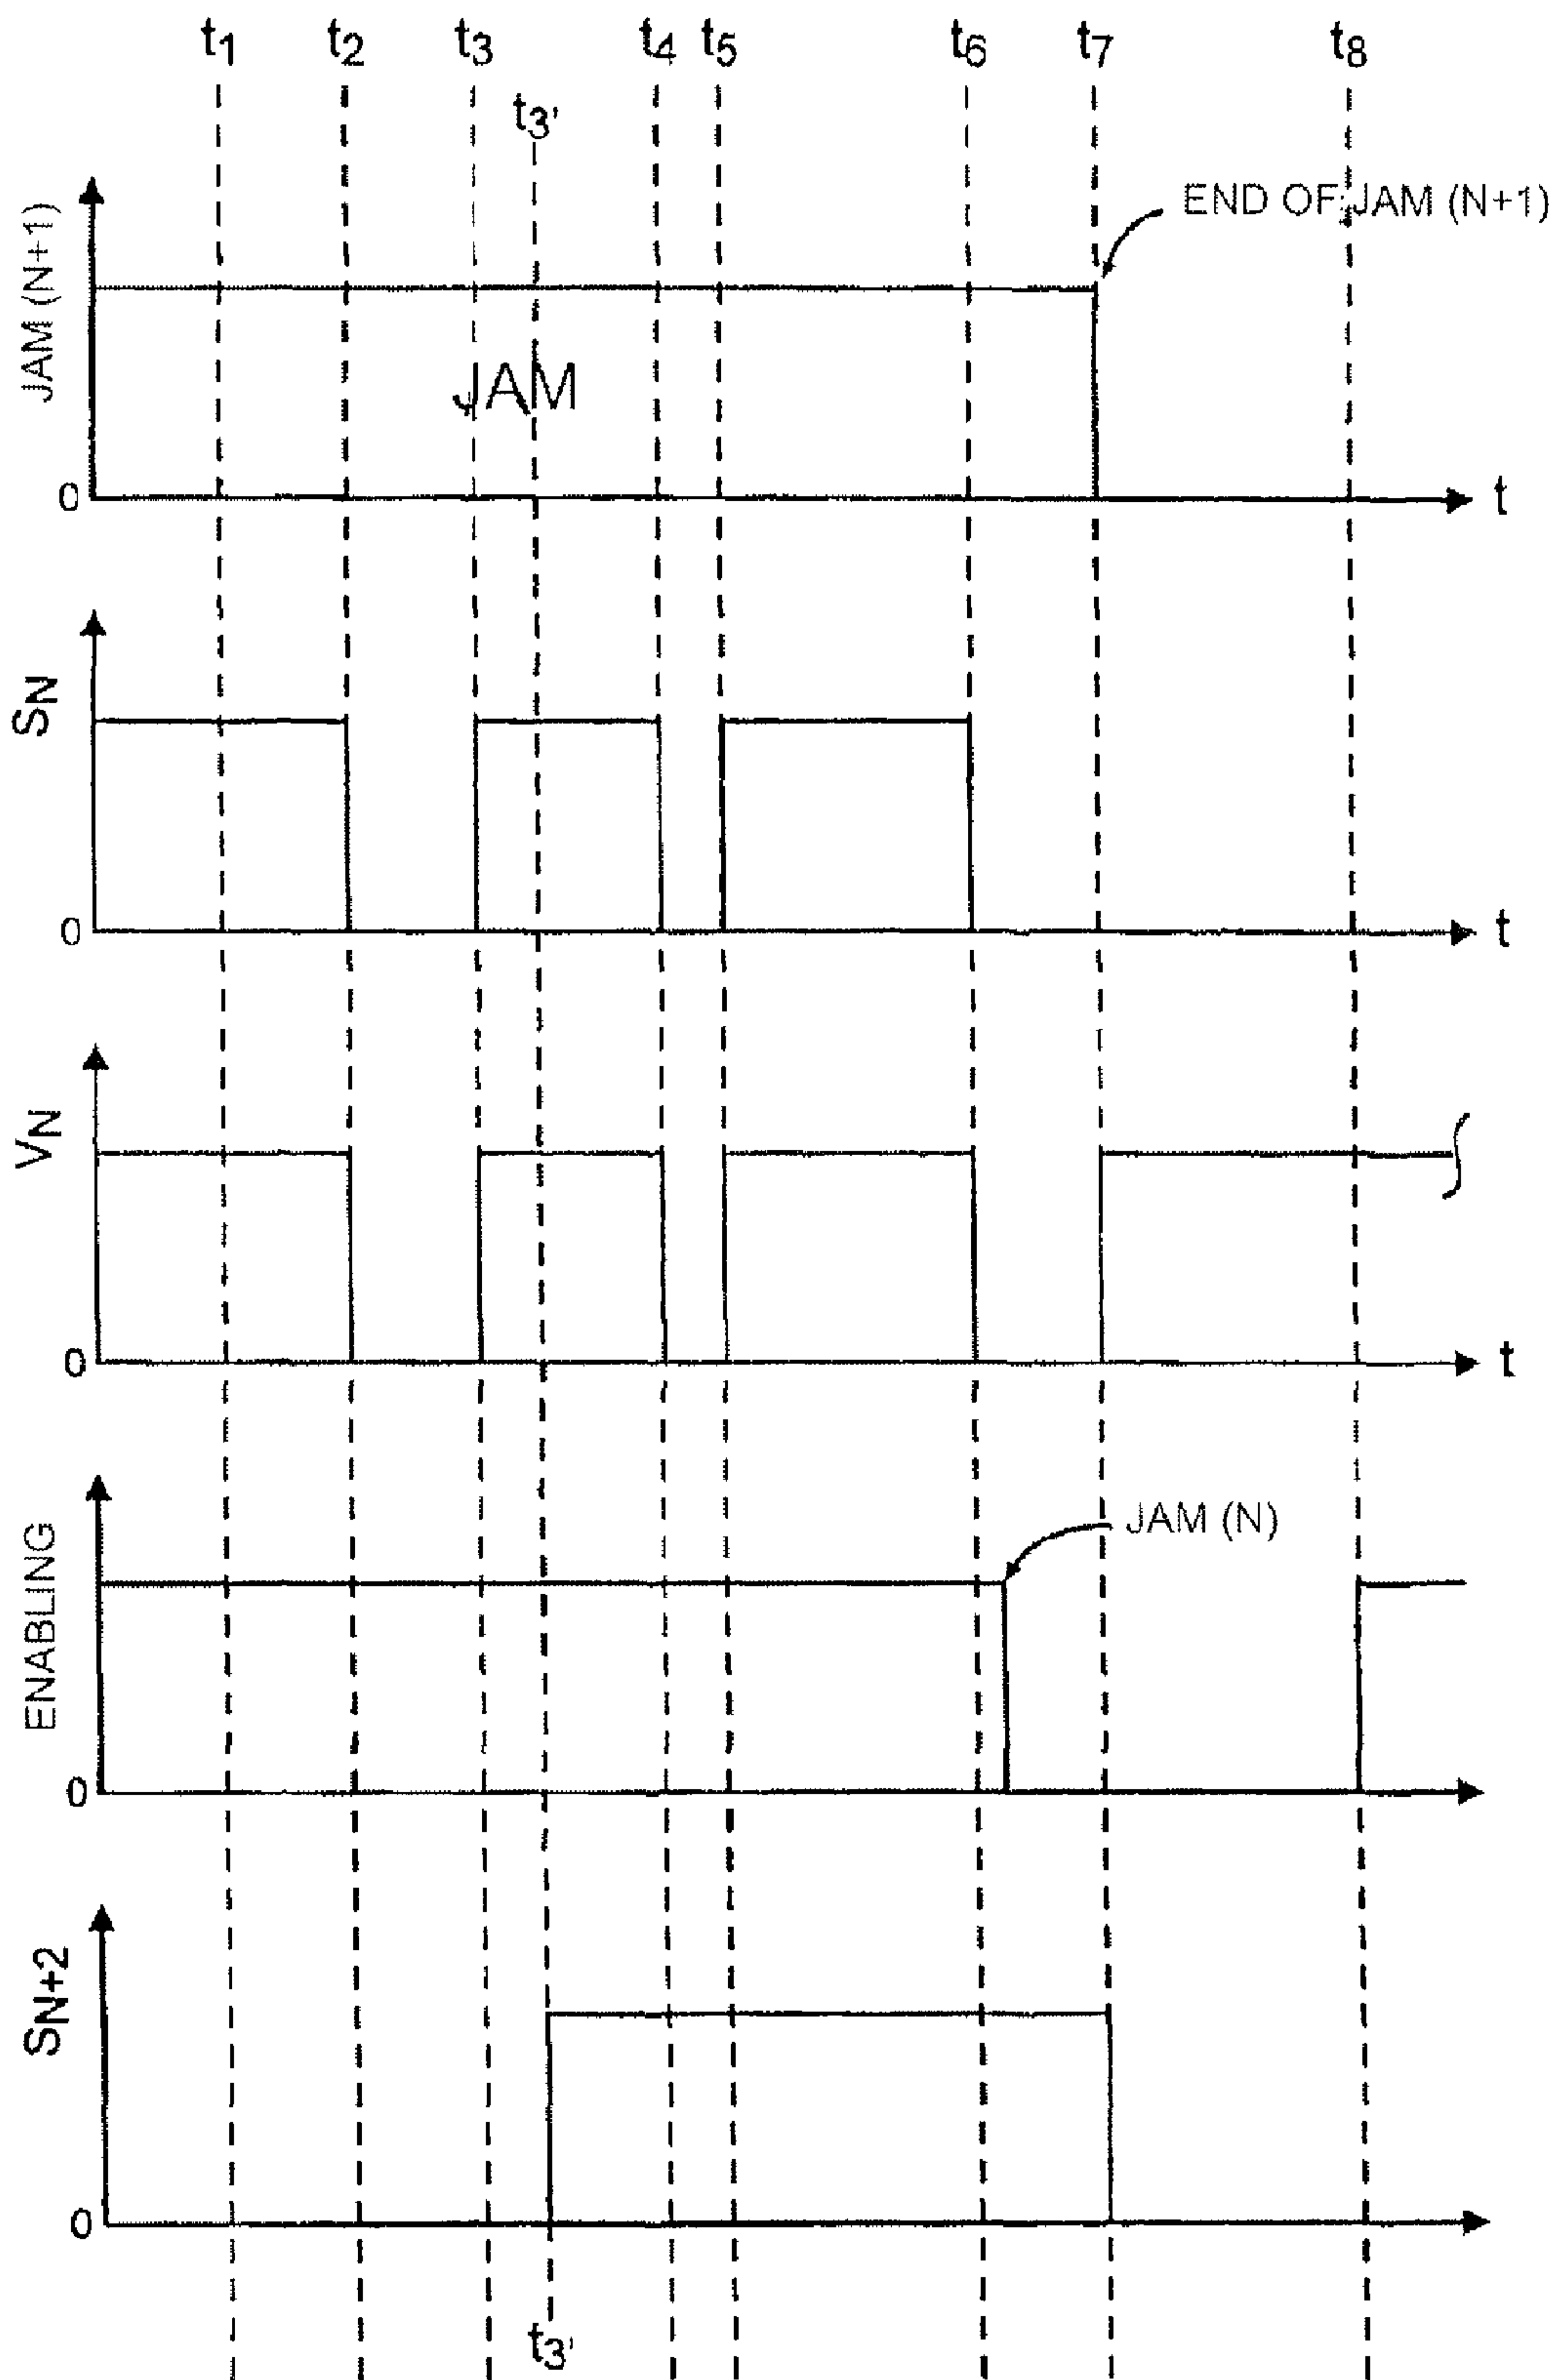 t1 t2 t3 t4 t5 t6 t7 t8
t3'
END OF JAM (N+1)
JAM (N+1)
JAM
0 t
SN
0 t
VN
0 t
JAM (N)
ENABLING
0
SN+2
0
t3'